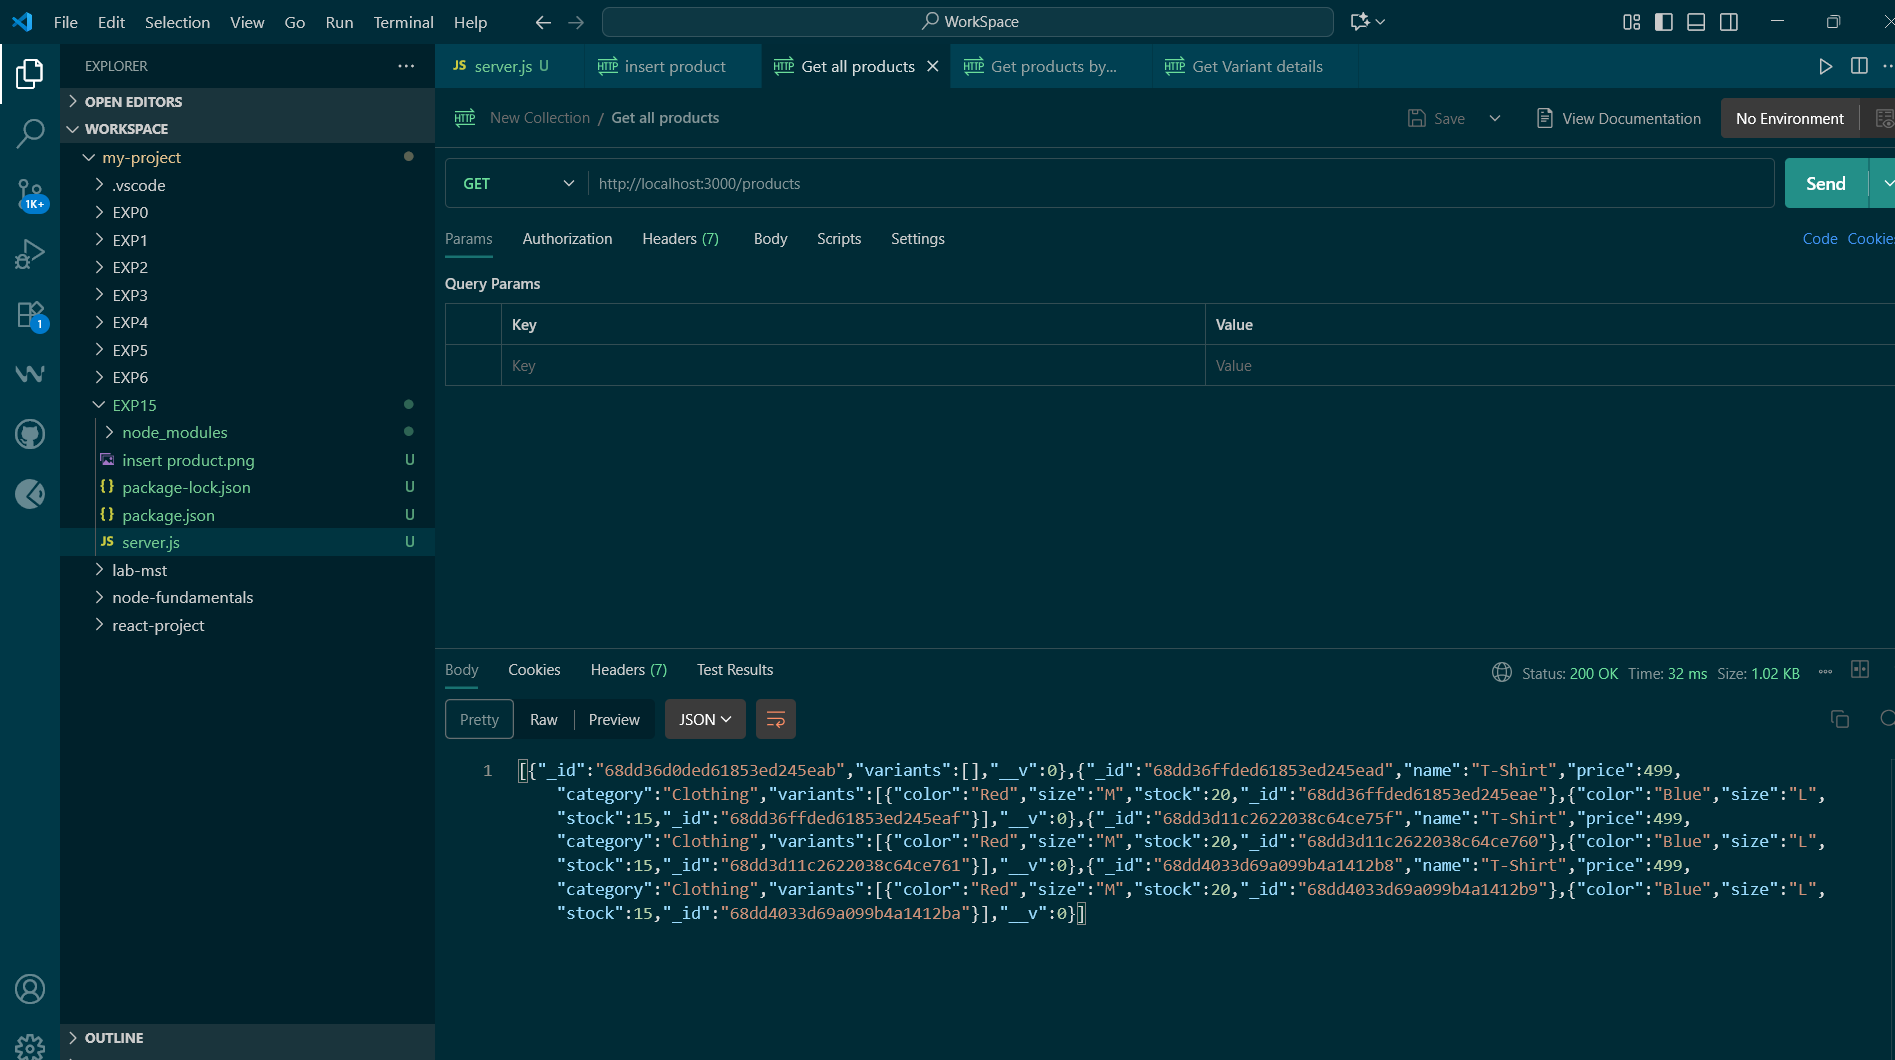 File Edit Selection View Go Run Terminal Help
WorkSpace
EXPLORER
OPEN EDITORS
WORKSPACE
my-project
.vscode
EXP0
EXP1
EXP2
EXP3
EXP4
EXP5
EXP6
EXP15
node_modules
insert product.png U
{} package-lock.json U
{} package.json U
JS server.js U
lab-mst
node-fundamentals
react-project
OUTLINE
1K+
1
JS server.js U
HTTP insert product
HTTP Get all products
HTTP Get products by...
HTTP Get Variant details
HTTP New Collection / Get all products
Save
View Documentation
No Environment
GET http://localhost:3000/products
Send
Params Authorization Headers (7) Body Scripts Settings
Code Cookies
Query Params
Key Value
Key Value
Body Cookies Headers (7) Test Results
Status: 200 OK Time: 32 ms Size: 1.02 KB
Pretty Raw Preview JSON
1 [{"_id":"68dd36d0ded61853ed245eab","variants":[],"__v":0},{"_id":"68dd36ffded61853ed245ead","name":"T-Shirt","price":499,
"category":"Clothing","variants":[{"color":"Red","size":"M","stock":20,"_id":"68dd36ffded61853ed245eae"},{"color":"Blue","size":"L",
"stock":15,"_id":"68dd36ffded61853ed245eaf"}],"__v":0},{"_id":"68dd3d11c2622038c64ce75f","name":"T-Shirt","price":499,
"category":"Clothing","variants":[{"color":"Red","size":"M","stock":20,"_id":"68dd3d11c2622038c64ce760"},{"color":"Blue","size":"L",
"stock":15,"_id":"68dd3d11c2622038c64ce761"}],"__v":0},{"_id":"68dd4033d69a099b4a1412b8","name":"T-Shirt","price":499,
"category":"Clothing","variants":[{"color":"Red","size":"M","stock":20,"_id":"68dd4033d69a099b4a1412b9"},{"color":"Blue","size":"L",
"stock":15,"_id":"68dd4033d69a099b4a1412ba"}],"__v":0}]